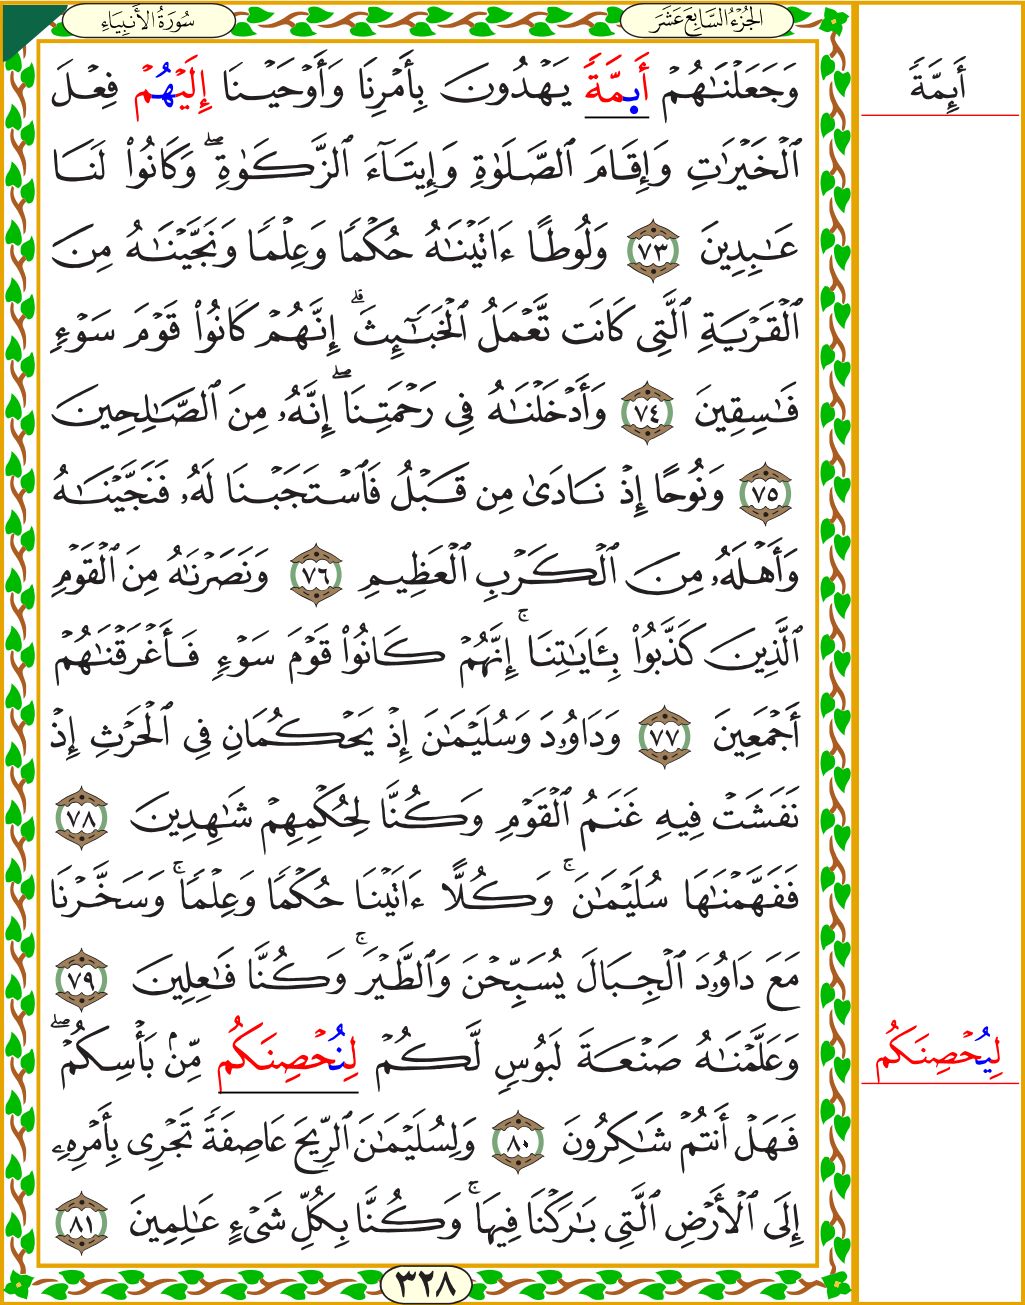 سُورَةُ الأَنبِيَاءِ
الجُزْءُ السَّابِعَ عَشَرَ
وَجَعَلْنَٰهُمْ أَىِٕمَّةً يَهْدُونَ بِأَمْرِنَا وَأَوْحَيْنَا إِلَيْهُمْ فِعْلَ
أَئِمَّةً
ٱلْخَيْرَٰتِ وَإِقَامَ ٱلصَّلَوٰةِ وَإِيتَآءَ ٱلزَّكَوٰةِۖ وَكَانُوا۟ لَنَا
عَٰبِدِينَ ٧٣ وَلُوطًا ءَاتَيْنَٰهُ حُكْمًا وَعِلْمًا وَنَجَّيْنَٰهُ مِنَ
ٱلْقَرْيَةِ ٱلَّتِى كَانَت تَّعْمَلُ ٱلْخَبَٰٓئِثَۗ إِنَّهُمْ كَانُوا۟ قَوْمَ سَوْءٍ
فَٰسِقِينَ ٧٤ وَأَدْخَلْنَٰهُ فِى رَحْمَتِنَاۖ إِنَّهُۥ مِنَ ٱلصَّٰلِحِينَ
٧٥ وَنُوحًا إِذْ نَادَىٰ مِن قَبْلُ فَٱسْتَجَبْنَا لَهُۥ فَنَجَّيْنَٰهُ
وَأَهْلَهُۥ مِنَ ٱلْكَرْبِ ٱلْعَظِيمِ ٧٦ وَنَصَرْنَٰهُ مِنَ ٱلْقَوْمِ
ٱلَّذِينَ كَذَّبُوا۟ بِـَٔايَٰتِنَاۚ إِنَّهُمْ كَانُوا۟ قَوْمَ سَوْءٍ فَأَغْرَقْنَٰهُمْ
أَجْمَعِينَ ٧٧ وَدَاوُۥدَ وَسُلَيْمَٰنَ إِذْ يَحْكُمَانِ فِى ٱلْحَرْثِ إِذْ
نَفَشَتْ فِيهِ غَنَمُ ٱلْقَوْمِ وَكُنَّا لِحُكْمِهِمْ شَٰهِدِينَ ٧٨
فَفَهَّمْنَٰهَا سُلَيْمَٰنَۚ وَكُلًّا ءَاتَيْنَا حُكْمًا وَعِلْمًاۚ وَسَخَّرْنَا
مَعَ دَاوُۥدَ ٱلْجِبَالَ يُسَبِّحْنَ وَٱلطَّيْرَۚ وَكُنَّا فَٰعِلِينَ ٧٩
وَعَلَّمْنَٰهُ صَنْعَةَ لَبُوسٍ لَّكُمْ لِنُحْصِنَكُم مِّنۢ بَأْسِكُمْۖ
لِيُحْصِنَكُم
فَهَلْ أَنتُمْ شَٰكِرُونَ ٨٠ وَلِسُلَيْمَٰنَ ٱلرِّيحَ عَاصِفَةً تَجْرِى بِأَمْرِهِۦٓ
إِلَى ٱلْأَرْضِ ٱلَّتِى بَٰرَكْنَا فِيهَاۚ وَكُنَّا بِكُلِّ شَىْءٍ عَٰلِمِينَ ٨١
٣٢٨